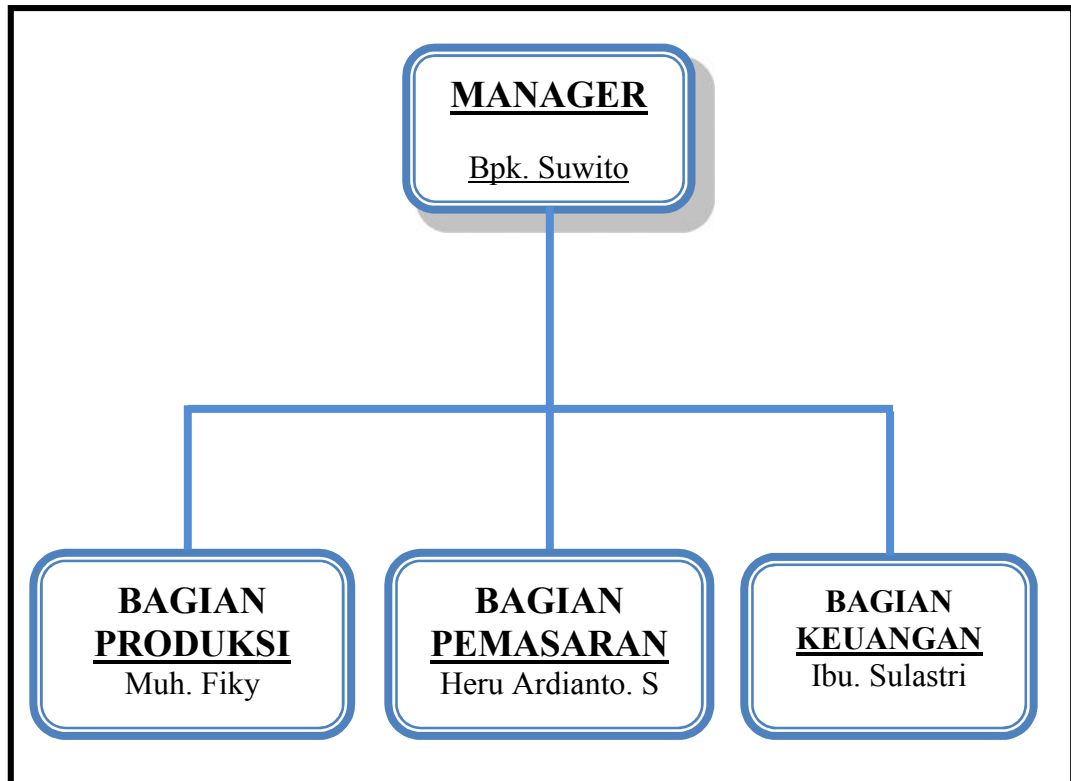 MANAGER
Bpk. Suwito
BAGIAN
PRODUKSI
Muh. Fiky
BAGIAN
PEMASARAN
Heru Ardianto. S
BAGIAN
KEUANGAN
Ibu. Sulastri